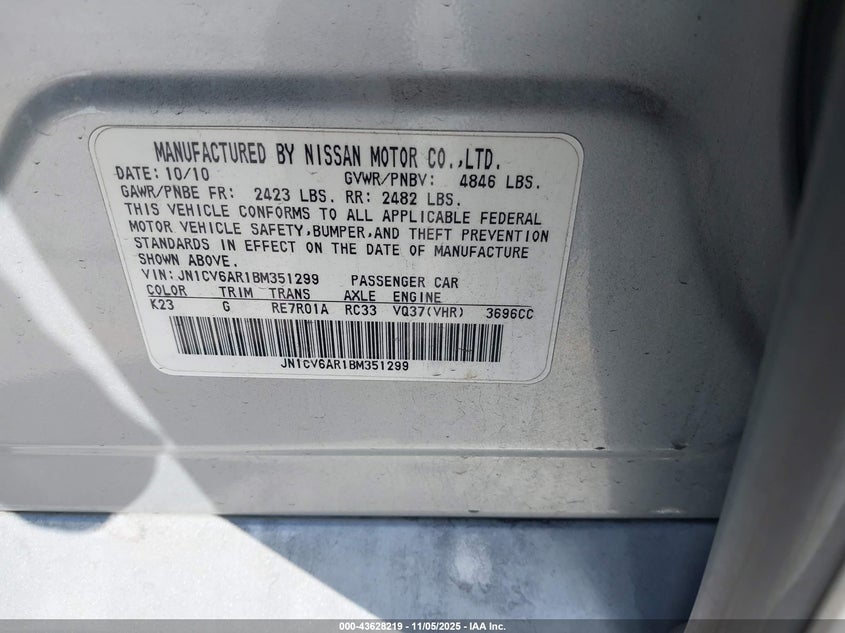 MANUFACTURED BY NISSAN MOTOR CO.,LTD.
DATE: 10/10 GVWR/PNBV: 4846 LBS.
GAWR/PNBE FR: 2423 LBS. RR: 2482 LBS.
THIS VEHICLE CONFORMS TO ALL APPLICABLE FEDERAL
MOTOR VEHICLE SAFETY,BUMPER,AND THEFT PREVENTION
STANDARDS IN EFFECT ON THE DATE OF MANUFACTURE
SHOWN ABOVE.
VIN:JN1CV6AR1BM351299 PASSENGER CAR
COLOR TRIM TRANS AXLE ENGINE
K23 G RE7R01A RC33 VQ37(VHR) 3696CC
JN1CV6AR1BM351299
000-43628219 - 11/05/2025 - IAA Inc.